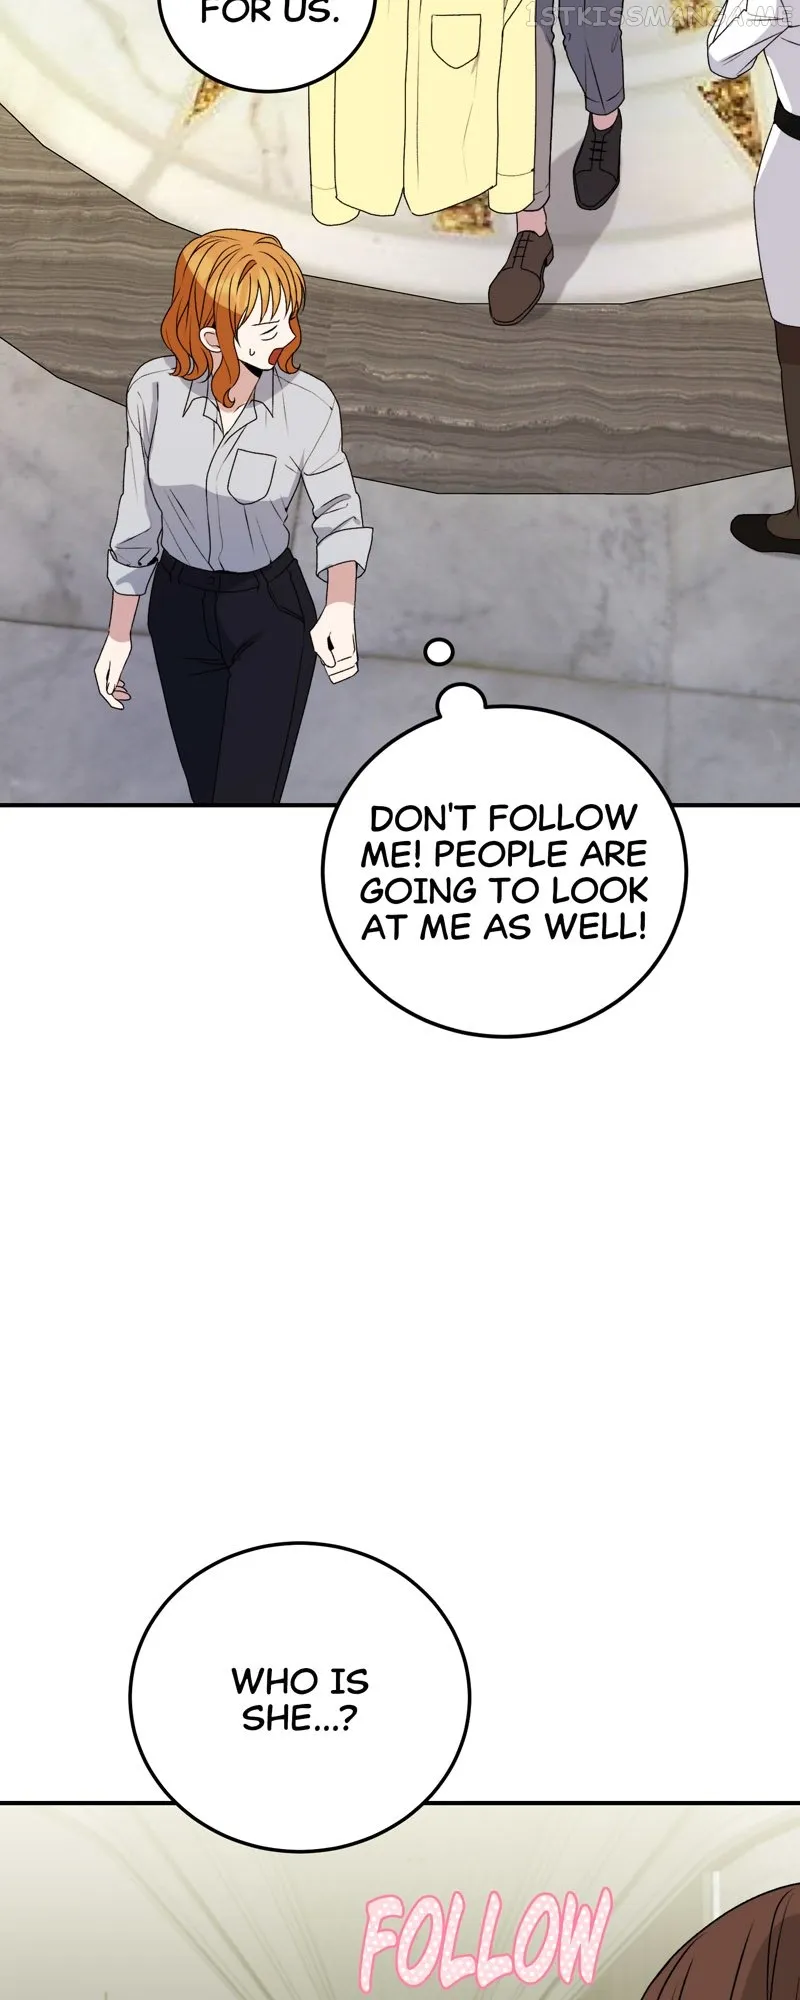 FOR US.
1STKISSMANGA.ME
DON'T FOLLOW
ME! PEOPLE ARE
GOING TO LOOK
AT ME AS WELL!
WHO IS
SHE...?
FOLLOW